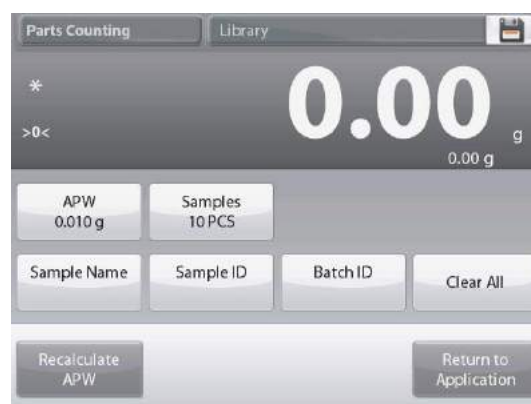 Parts Counting Library
*
0.00 g
>0<
0.00 g
APW Samples
0.010 g 10 PCS
Sample Name Sample ID Batch ID Clear All
Recalculate Return to
APW Application